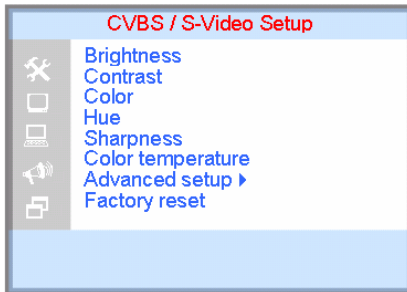 CVBS / S-Video Setup
Brightness
Contrast
Color
Hue
Sharpness
Color temperature
Advanced setup ▸
Factory reset